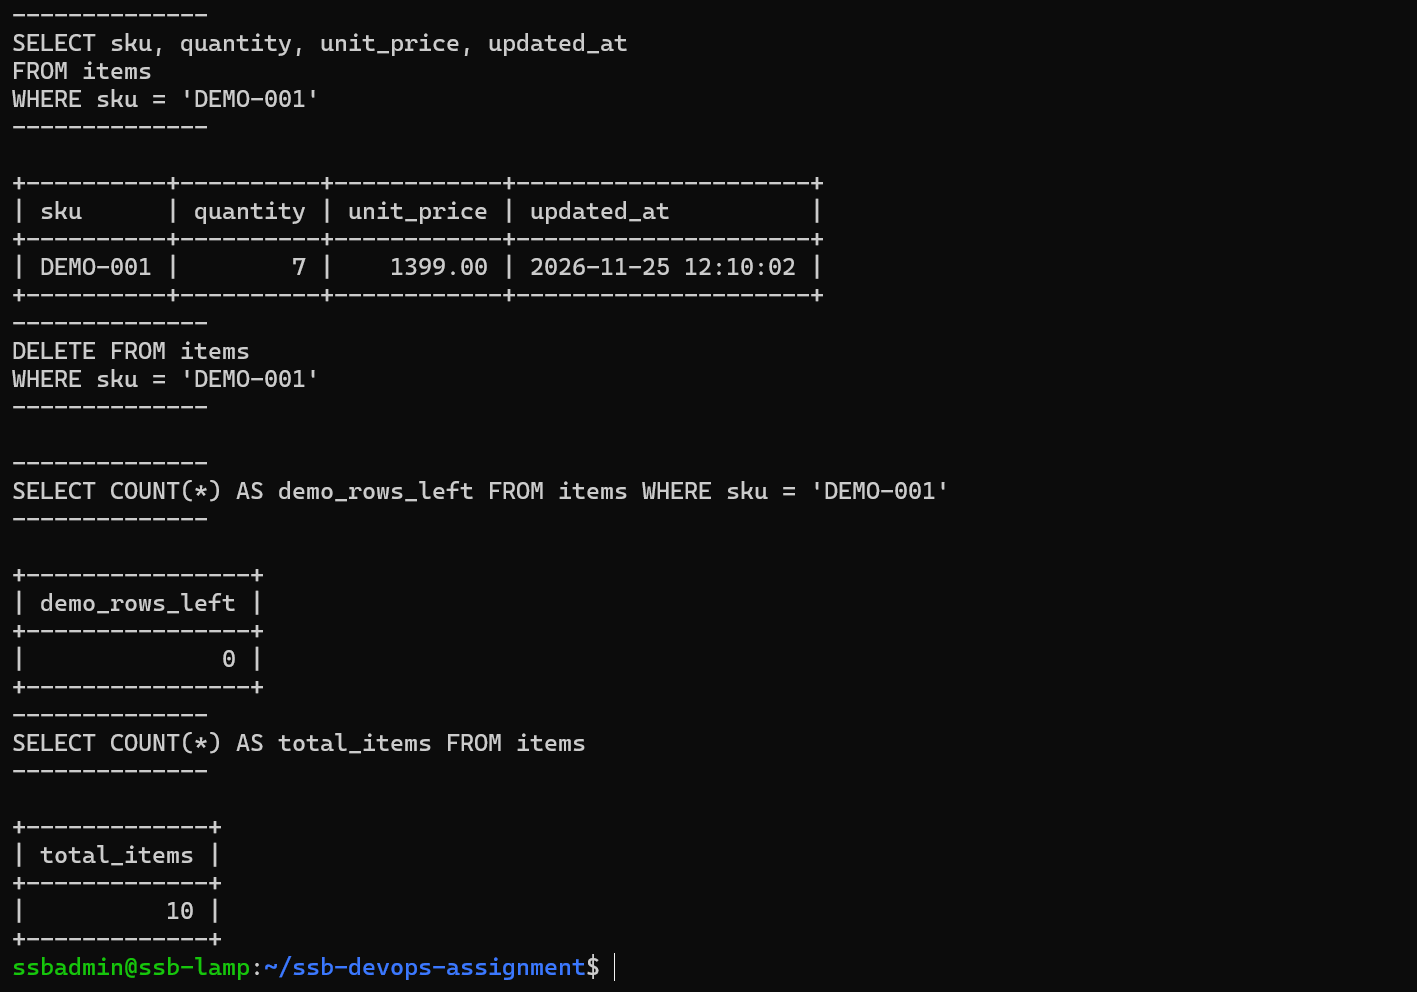 --------------
SELECT sku, quantity, unit_price, updated_at
FROM items
WHERE sku = 'DEMO-001'
--------------

+----------+----------+------------+---------------------+
| sku      | quantity | unit_price | updated_at          |
+----------+----------+------------+---------------------+
| DEMO-001 |        7 |    1399.00 | 2026-11-25 12:10:02 |
+----------+----------+------------+---------------------+
--------------
DELETE FROM items
WHERE sku = 'DEMO-001'
--------------

--------------
SELECT COUNT(*) AS demo_rows_left FROM items WHERE sku = 'DEMO-001'
--------------

+----------------+
| demo_rows_left |
+----------------+
|              0 |
+----------------+
--------------
SELECT COUNT(*) AS total_items FROM items
--------------

+-------------+
| total_items |
+-------------+
|          10 |
+-------------+
ssbadmin@ssb-lamp:~/ssb-devops-assignment$